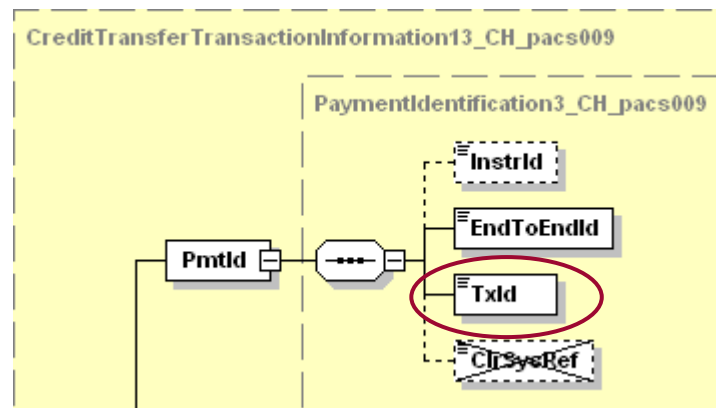 CreditTransferTransactionInformation13_CH_pacs009
PaymentIdentification3_CH_pacs009
InstrId
EndToEndId
PmtId
TxId
ClrSysRef